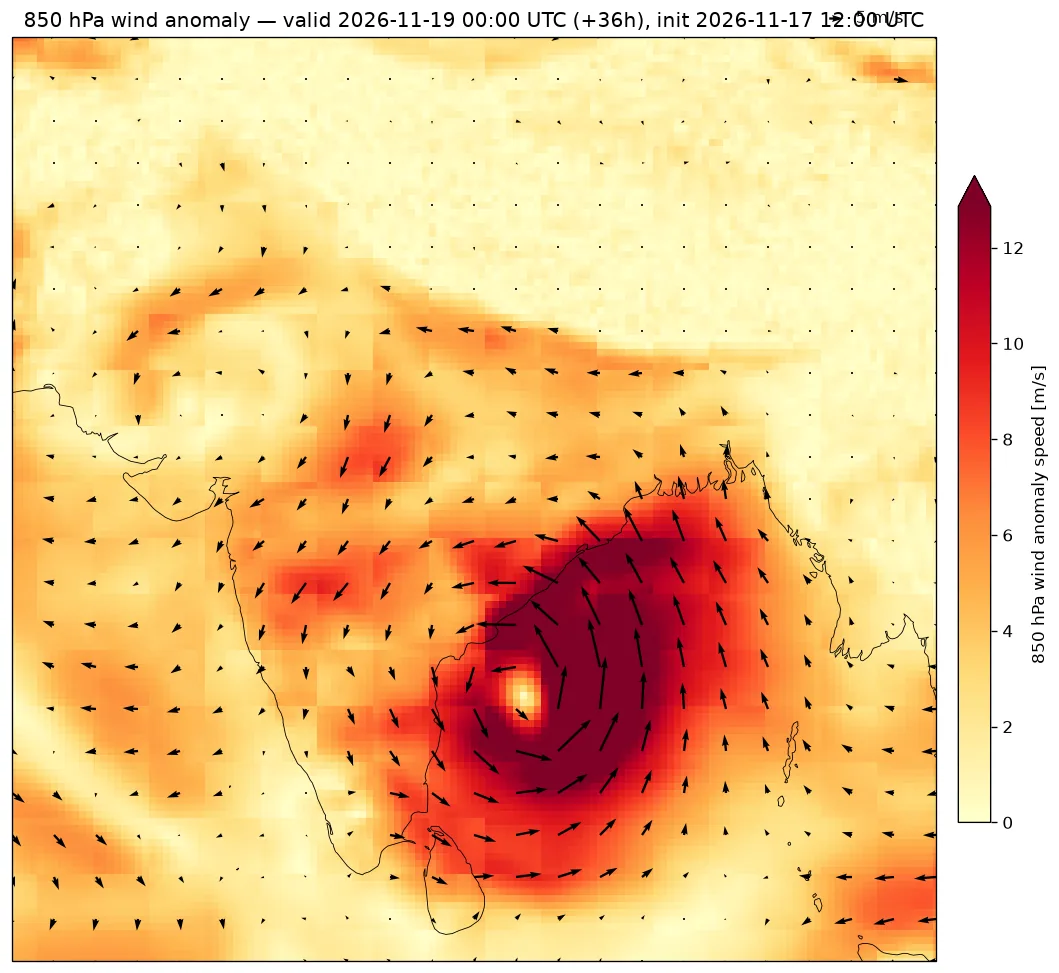 850 hPa wind anomaly — valid 2026-11-19 00:00 UTC (+36h), init 2026-11-17 12:00 UTC
5 m/s
12
10
8
6
4
2
0
850 hPa wind anomaly speed [m/s]